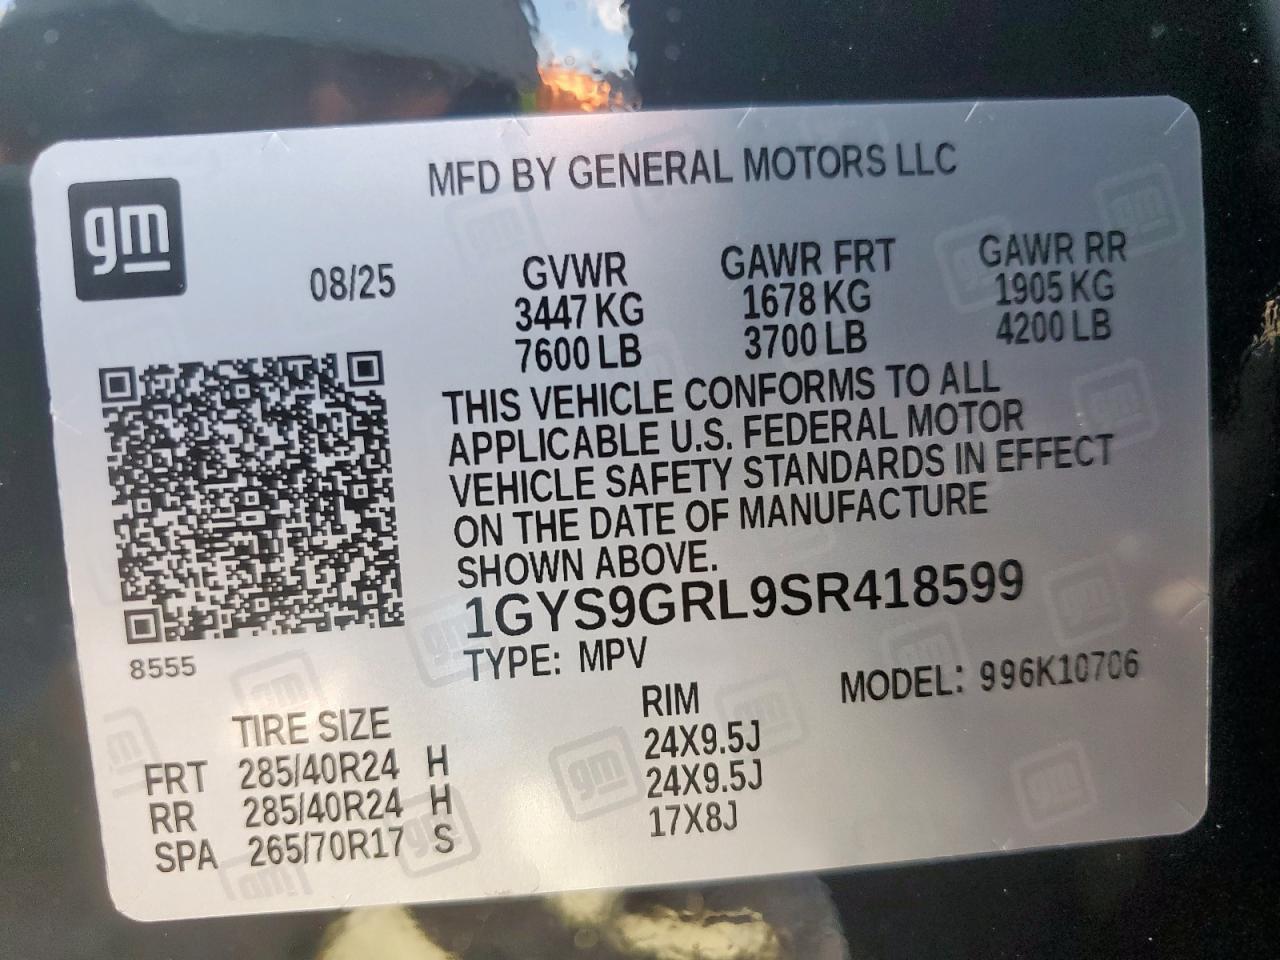 gm
MFD BY GENERAL MOTORS LLC
08/25
GVWR GAWR FRT GAWR RR
3447 KG 1678 KG 1905 KG
7600 LB 3700 LB 4200 LB
THIS VEHICLE CONFORMS TO ALL
APPLICABLE U.S. FEDERAL MOTOR
VEHICLE SAFETY STANDARDS IN EFFECT
ON THE DATE OF MANUFACTURE
SHOWN ABOVE.
1GYS9GRL9SR418599
8555
TYPE: MPV
MODEL: 996K10706
TIRE SIZE RIM
FRT 285/40R24 H 24X9.5J
RR 285/40R24 H 24X9.5J
SPA 265/70R17 S 17X8J